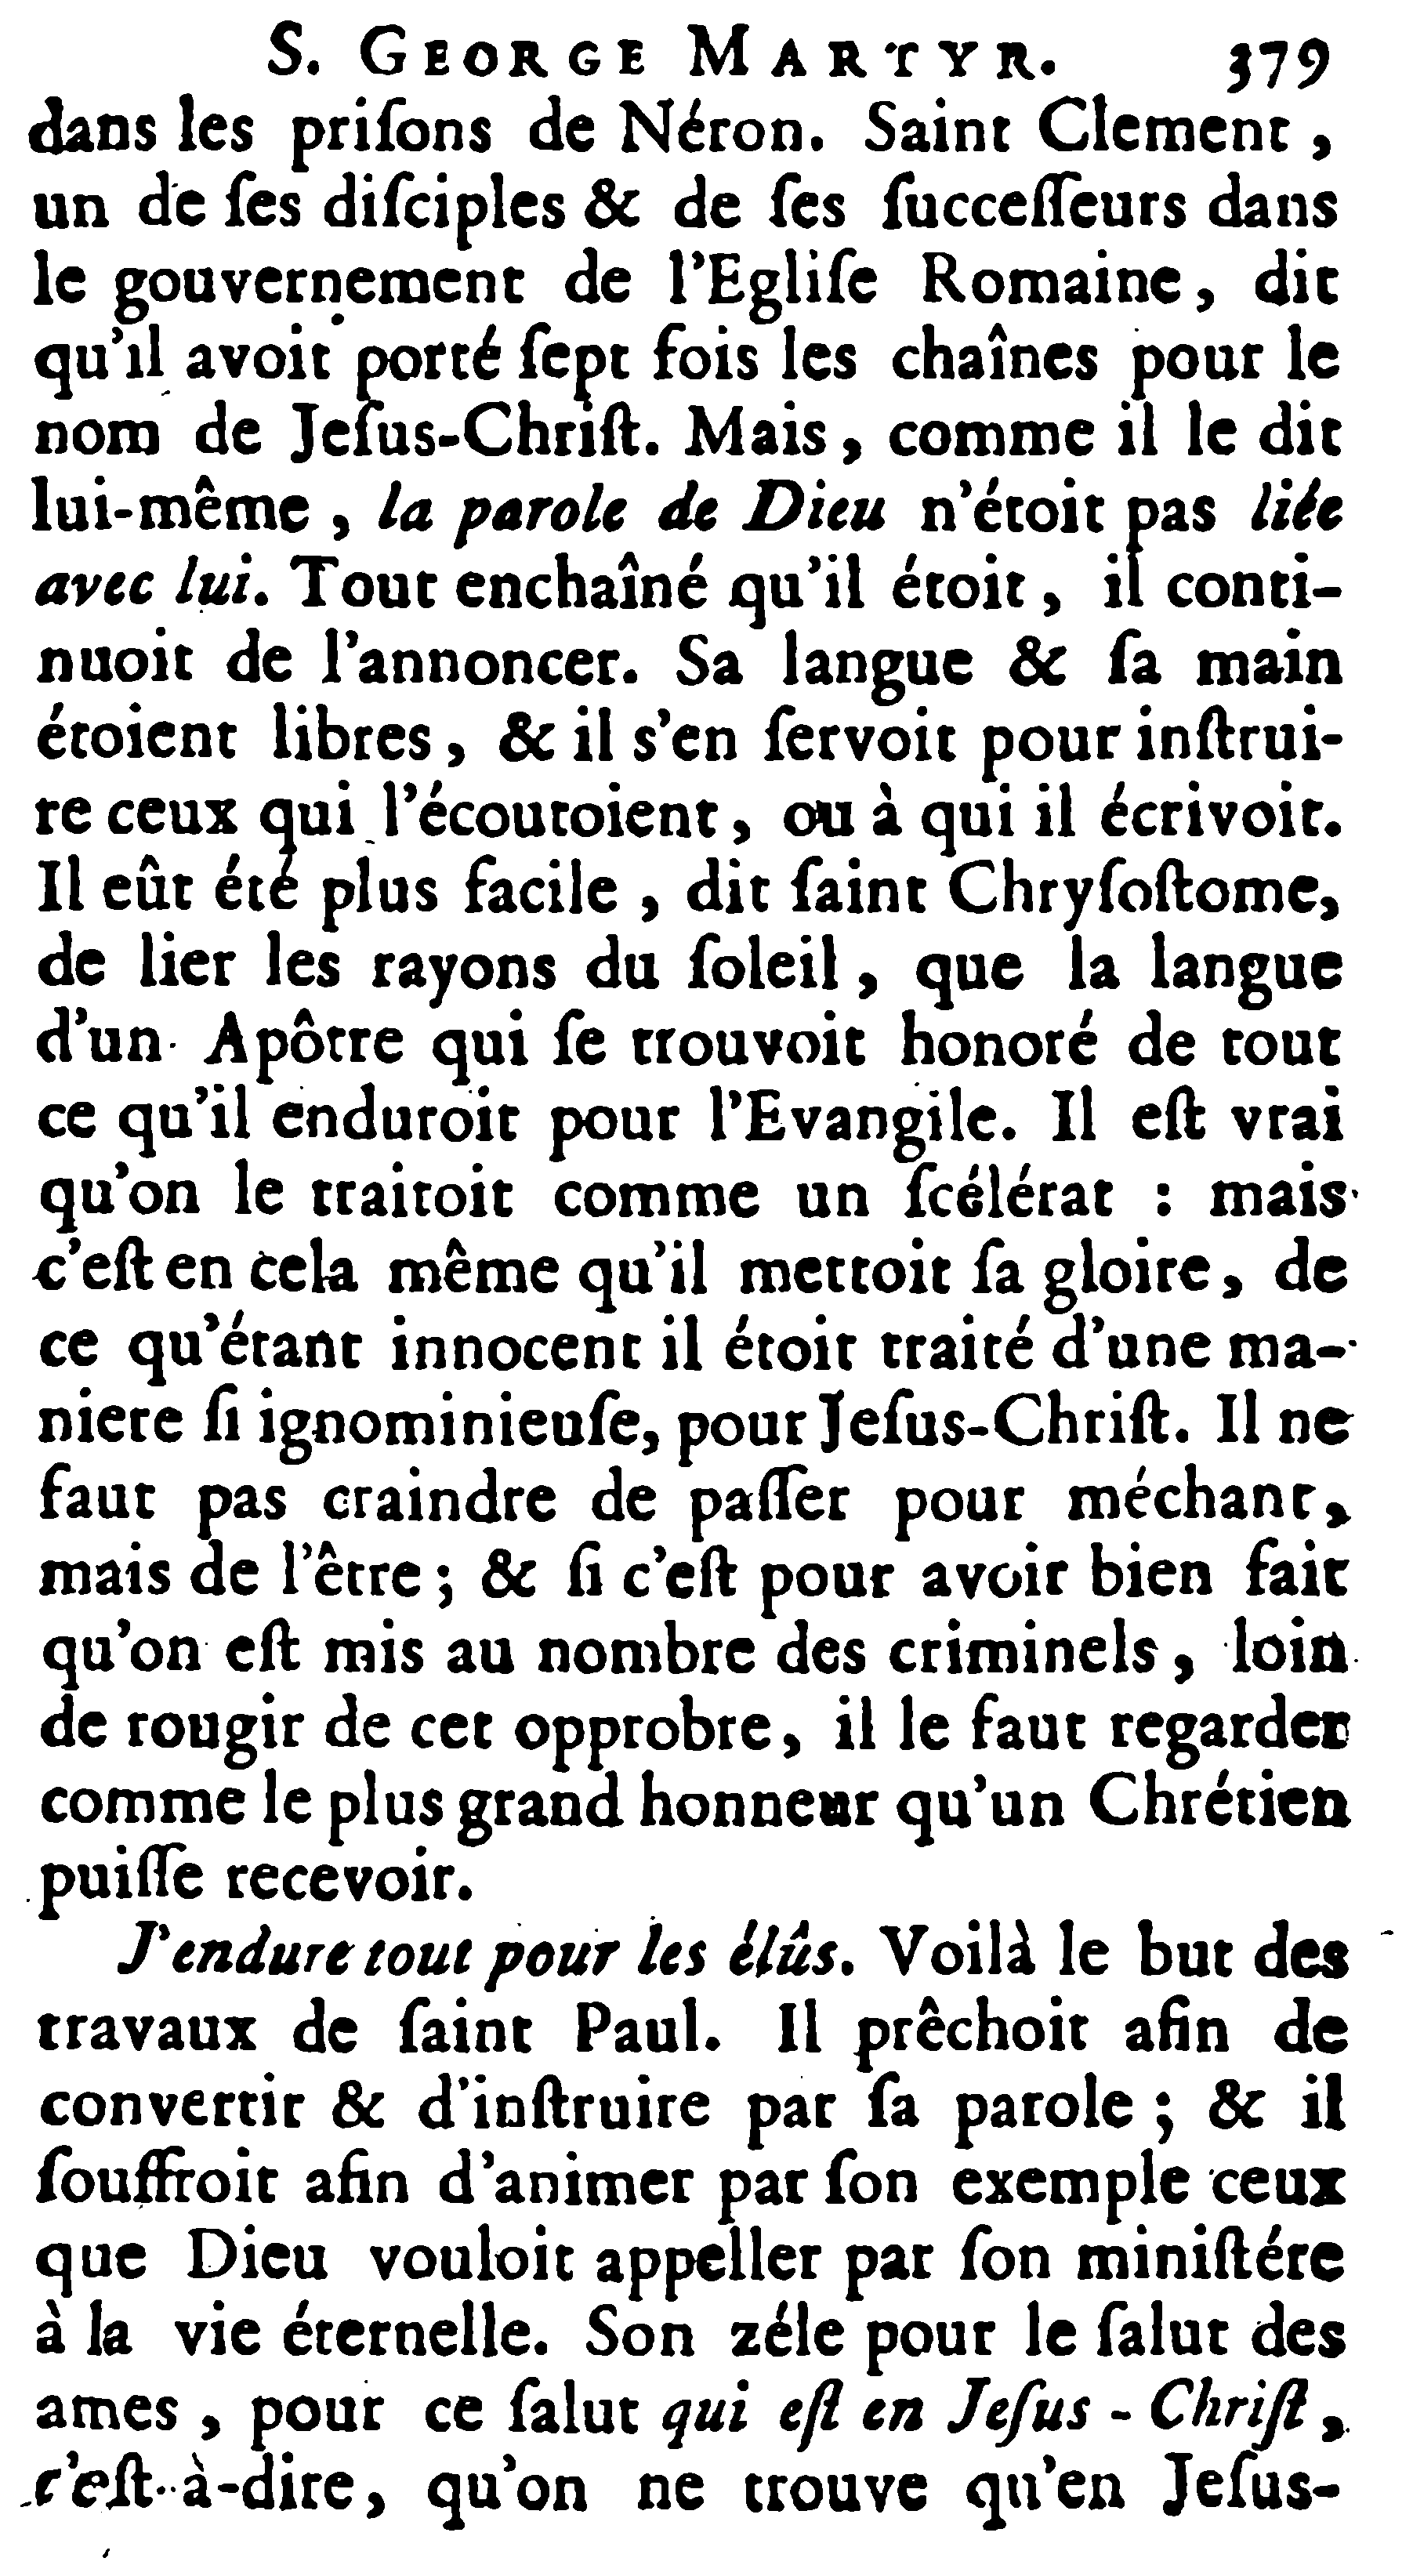 S. GEORGE MARTYR. 379
dans les priſons de Néron. Saint Clement,
un de ſes diſciples & de ſes ſucceſſeurs dans
le gouvernement de l'Egliſe Romaine, dit
qu'il avoit porté ſept fois les chaînes pour le
nom de Jeſus-Chriſt. Mais, comme il le dit
lui-même, la parole de Dieu n'étoit pas liée
avec lui. Tout enchaîné qu'il étoit, il conti-
nuoit de l'annoncer. Sa langue & ſa main
étoient libres, & il s'en ſervoit pour inſtrui-
re ceux qui l'écoutoient, ou à qui il écrivoit.
Il eût été plus facile, dit ſaint Chryſoſtome,
de lier les rayons du ſoleil, que la langue
d'un Apôtre qui ſe trouvoit honoré de tout
ce qu'il enduroit pour l'Evangile. Il eſt vrai
qu'on le traitoit comme un ſcélérat : mais
c'eſt en cela même qu'il mettoit ſa gloire, de
ce qu'étant innocent il étoit traité d'une ma-
niere ſi ignominieuſe, pour Jeſus-Chriſt. Il ne
faut pas craindre de paſſer pour méchant,
mais de l'être; & ſi c'eſt pour avoir bien fait
qu'on eſt mis au nombre des criminels, loin
de rougir de cet opprobre, il le faut regarder
comme le plus grand honneur qu'un Chrétien
puiſſe recevoir.
J'endure tout pour les élûs. Voilà le but des
travaux de ſaint Paul. Il prêchoit afin de
convertir & d'inſtruire par ſa parole; & il
ſouffroit afin d'animer par ſon exemple ceux
que Dieu vouloit appeller par ſon miniſtére
à la vie éternelle. Son zéle pour le ſalut des
ames, pour ce ſalut qui eſt en Jeſus-Chriſt,
c'eſt-à-dire, qu'on ne trouve qu'en Jeſus-